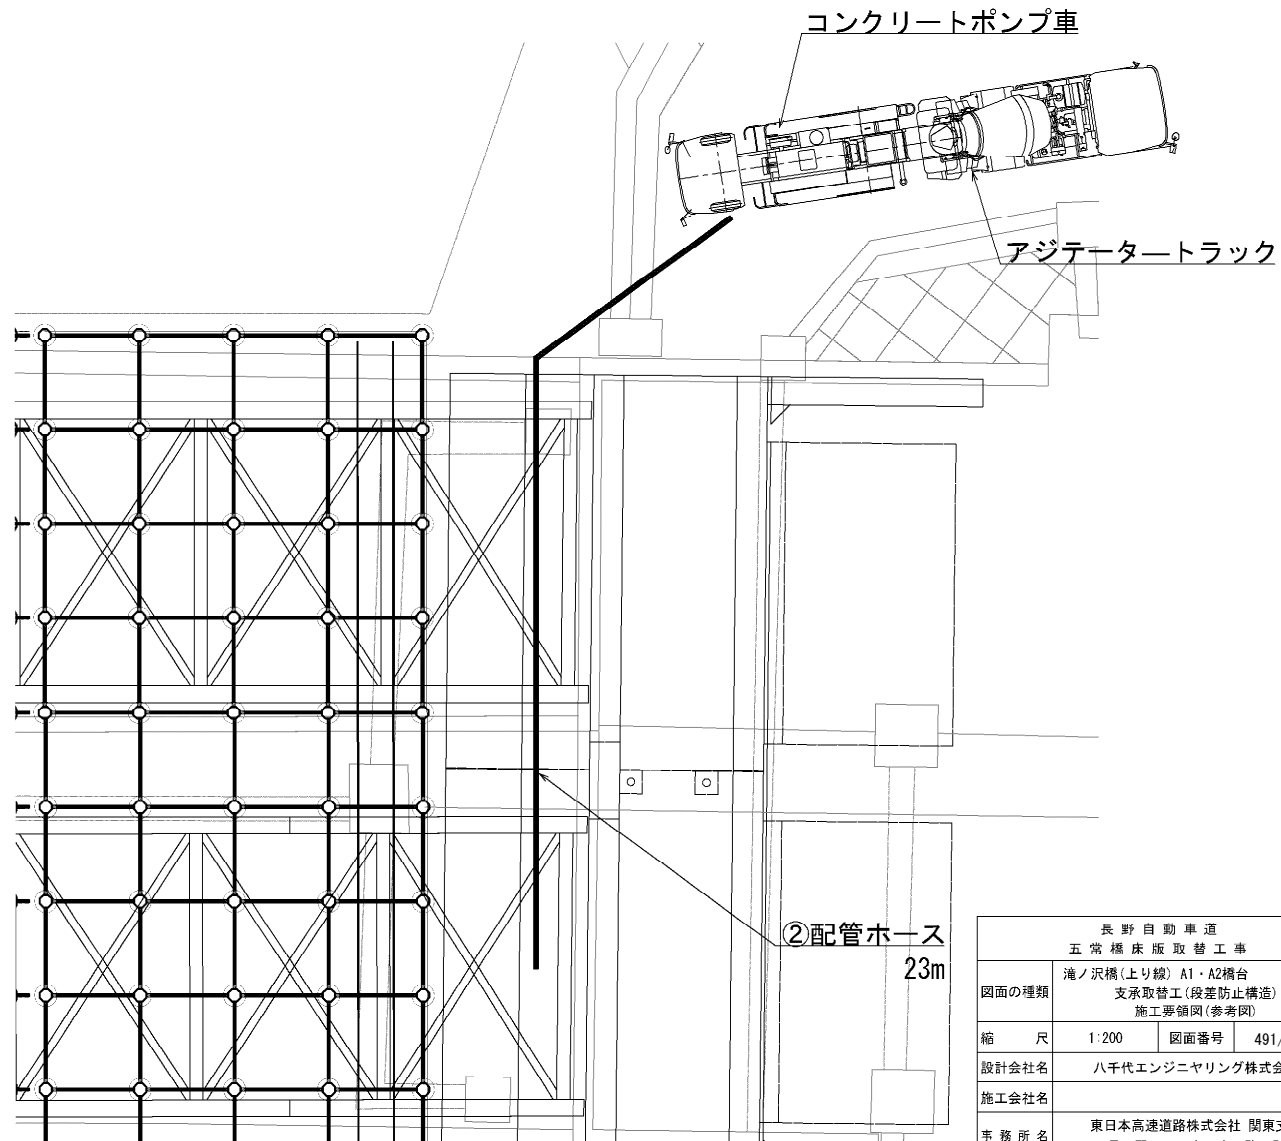 コンクリートポンプ車
アジテータートラック
②配管ホース
23m
長野自動車道
五常橋床版取替工事
図面の種類
滝ノ沢橋(上り線) A1・A2橋台
支承取替工(段差防止構造)
施工要領図(参考図)
縮 尺 1:200 図面番号 491/
設計会社名 八千代エンジニヤリング株式会
施工会社名
事務所名 東日本高速道路株式会社 関東支